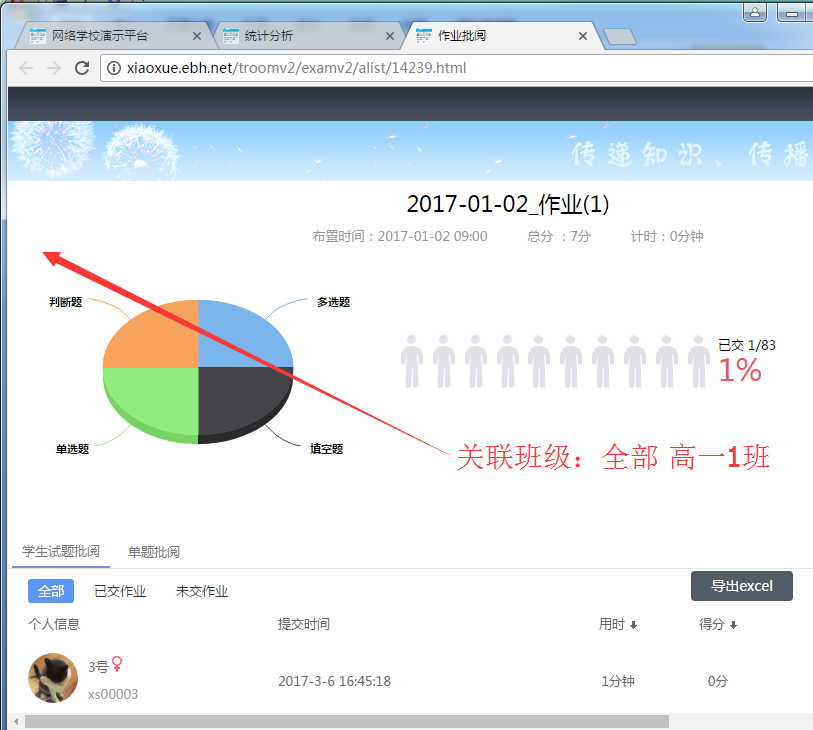 网络学校演示平台 统计分析 作业批阅
xiaoxue.ebh.net/troomv2/examv2/alist/14239.html
传递知识、传播
2017-01-02_作业(1)
布置时间：2017-01-02 09:00 总分 ：7分 计时：0分钟
判断题 多选题
已交 1/83
1%
单选题 填空题
关联班级：全部 高一1班
学生试题批阅 单题批阅
全部 已交作业 未交作业 导出excel
个人信息 提交时间 用时 得分
3号
xs00003
2017-3-6 16:45:18 1分钟 0分